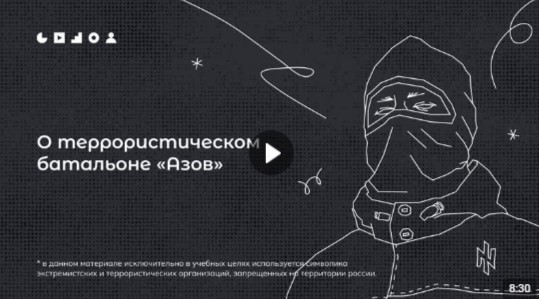 О террористическом
батальоне «Азов»
* в данном материале исключительно в учебных целях используется символика
экстремистских и террористических организаций, запрещенных на территории россии.
8:30